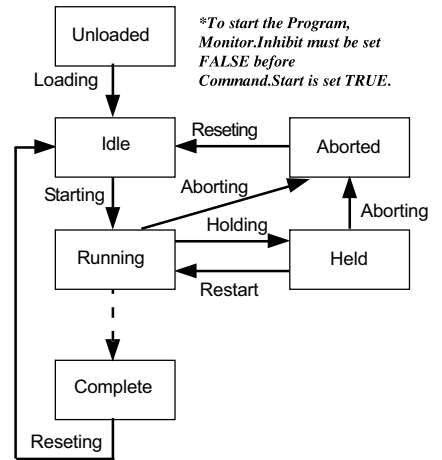 Unloaded
*To start the Program,
Monitor.Inhibit must be set
FALSE before
Command.Start is set TRUE.
Loading
Idle
Reseting
Aborted
Starting
Aborting
Aborting
Holding
Running
Held
Restart
Complete
Reseting